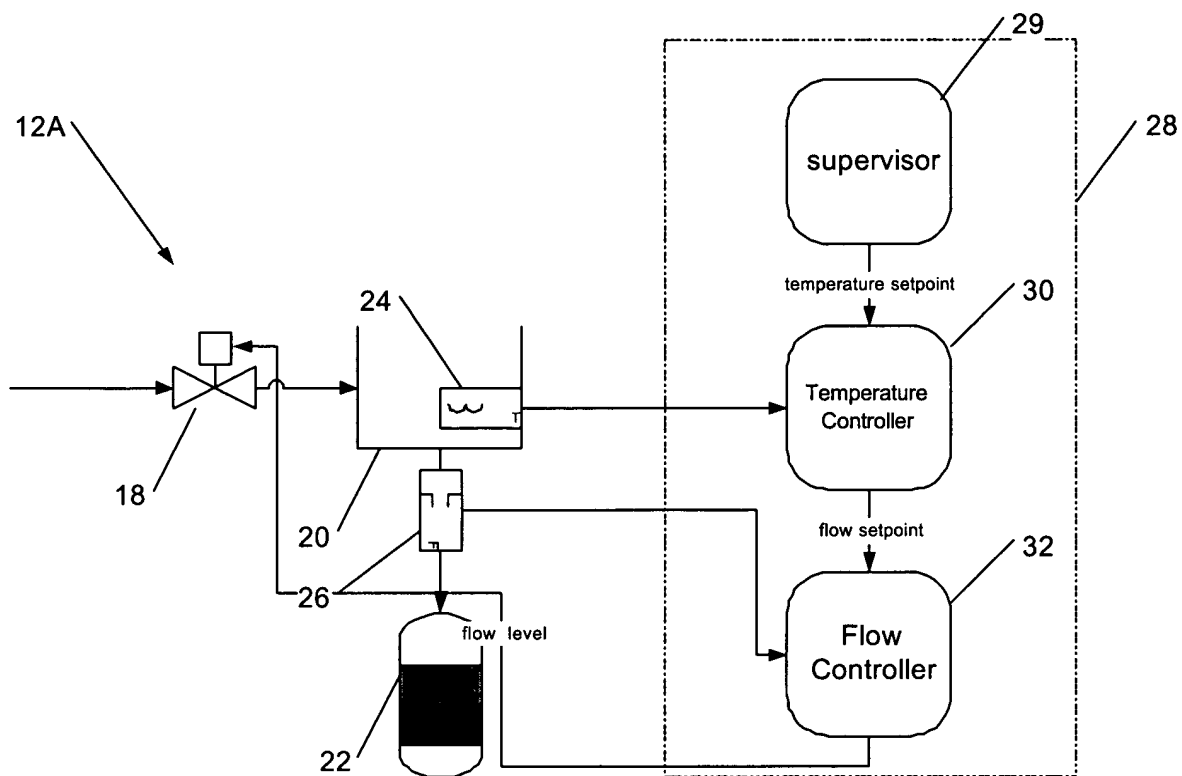 29
12A
28
supervisor
temperature setpoint
24
30
Temperature
Controller
T
18
20
flow setpoint
F
32
26
flow level
Flow
Controller
22